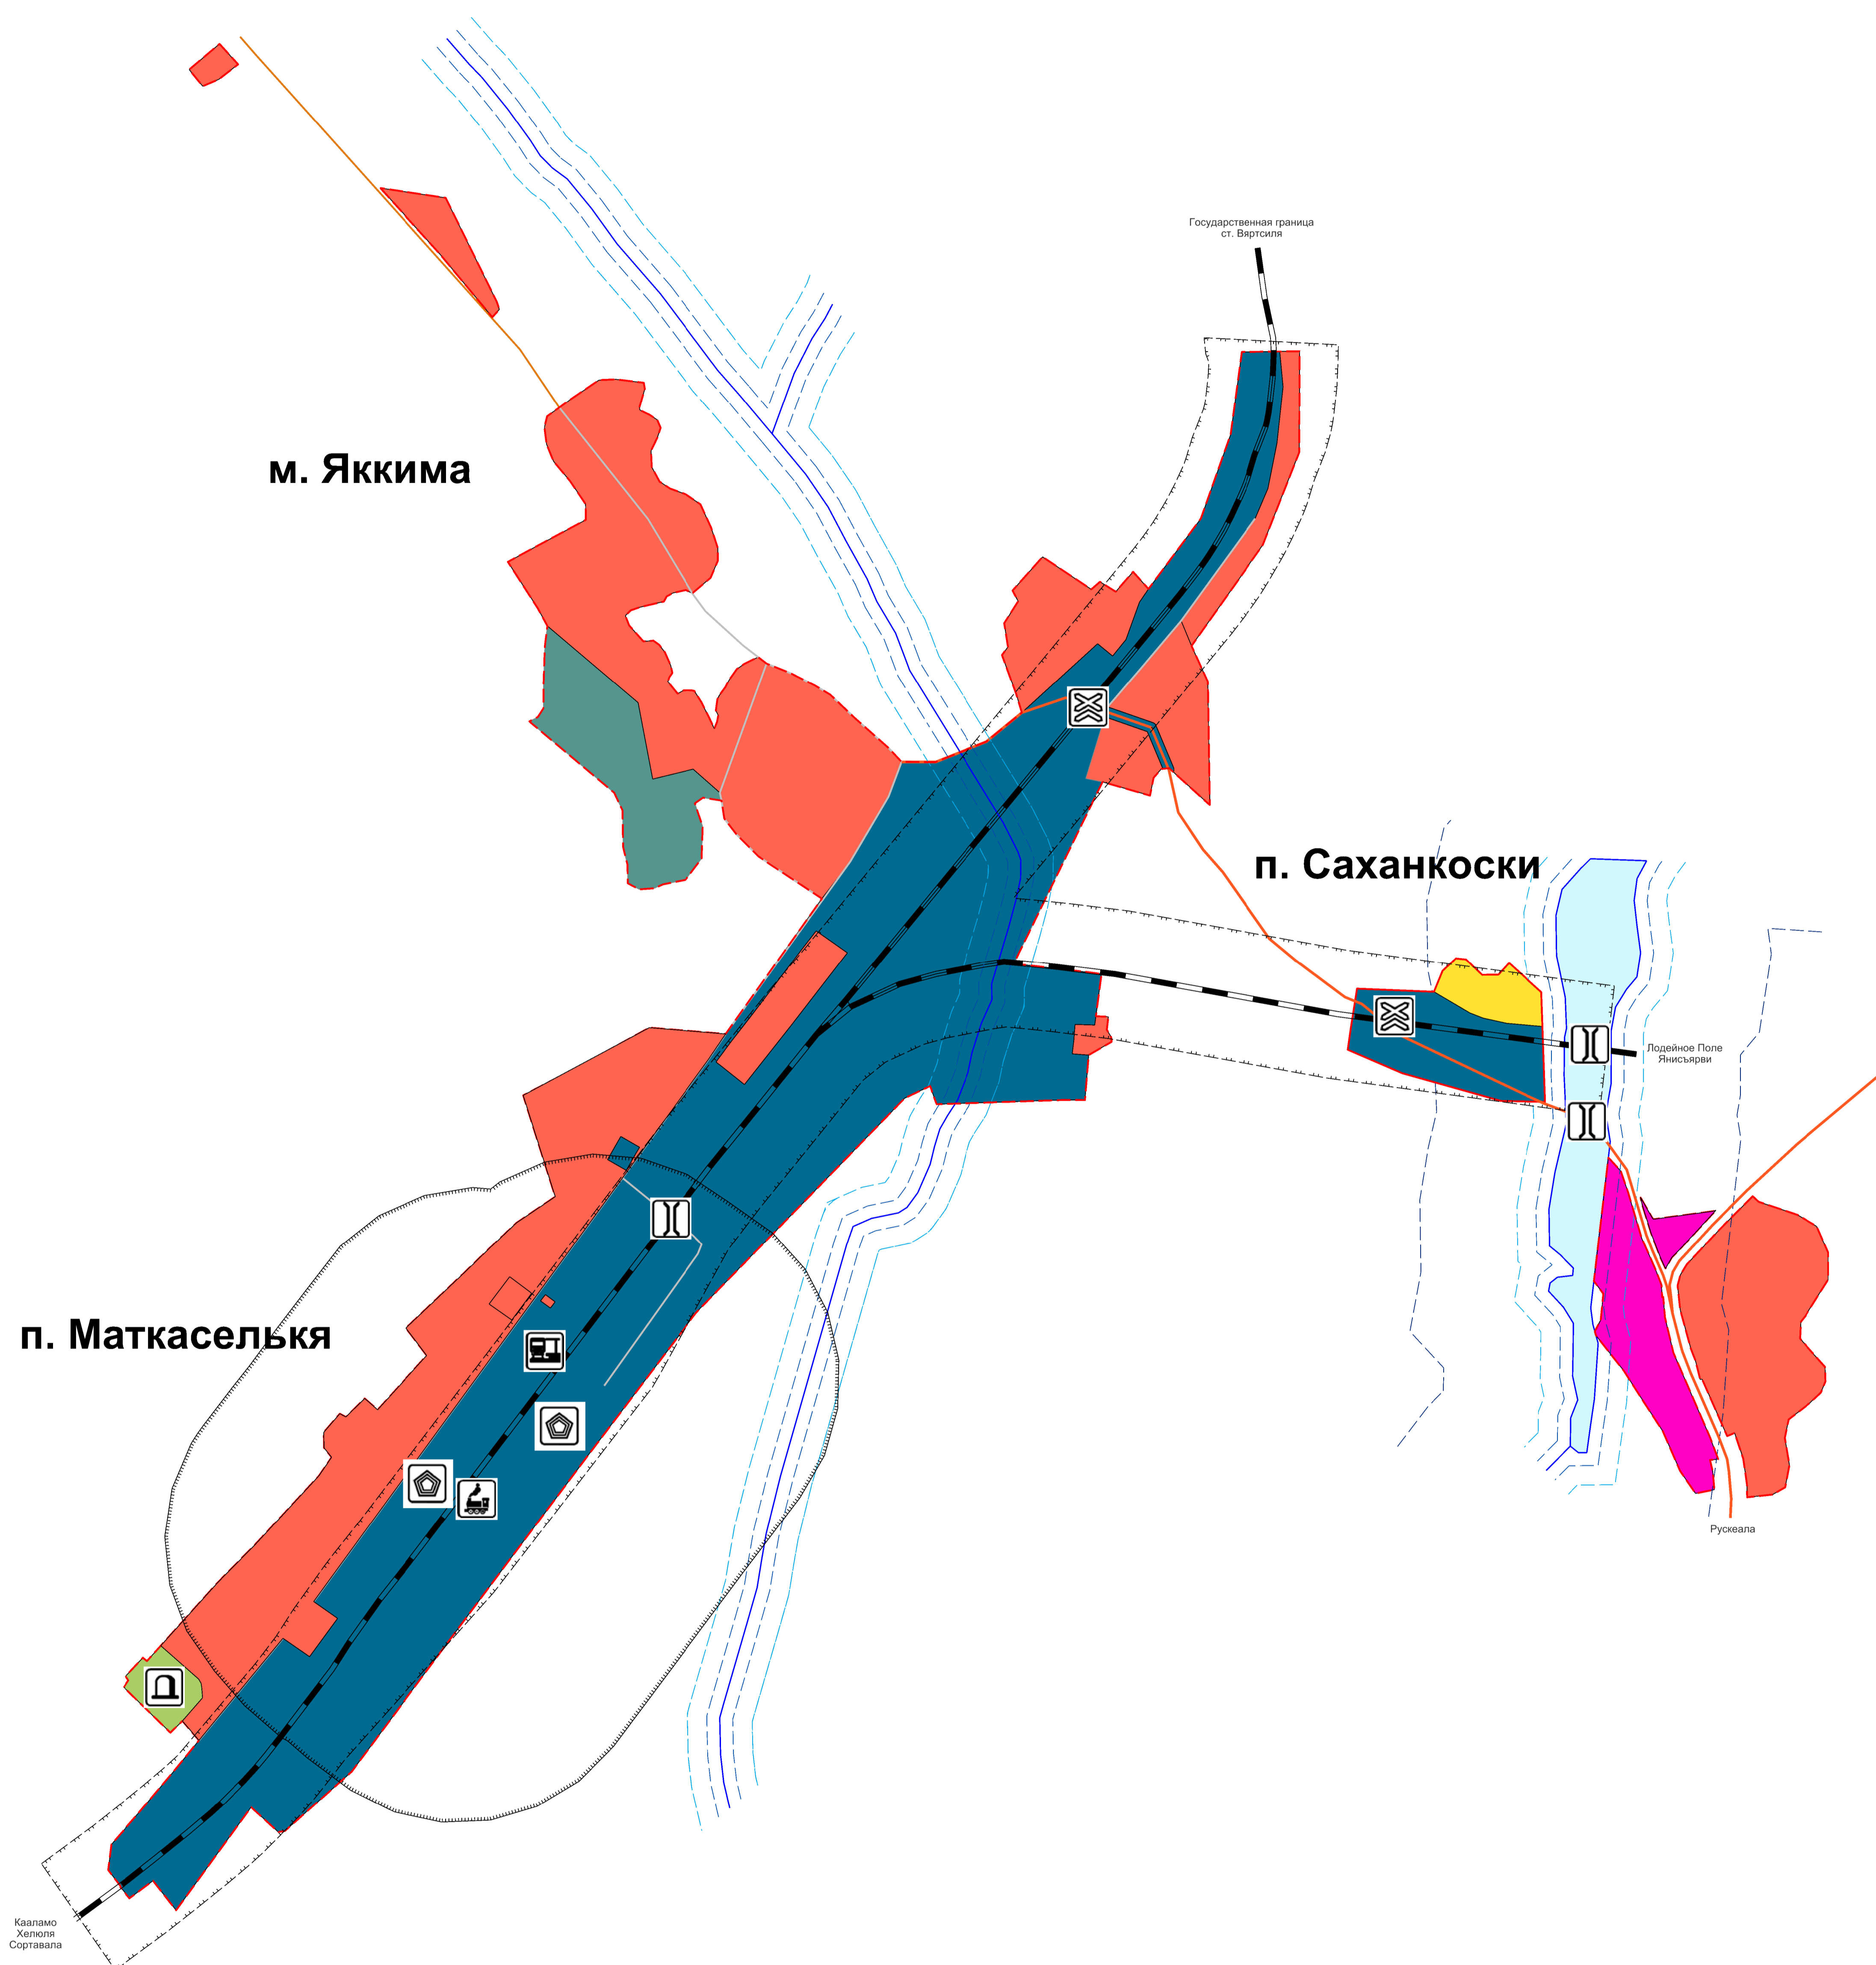 Государственная граница
ст. Вяртсиля
м. Яккима
п. Саханкоски
Лодейное Поле
Янисъярви
п. Маткаселькя
Рускеала
Кааламо
Хелюля
Сортавала